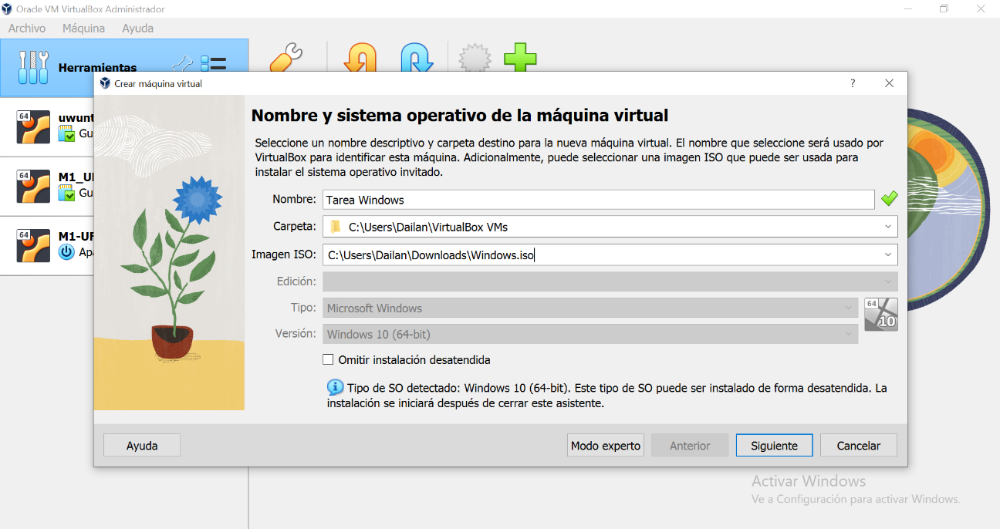 Oracle VM VirtualBox Administrador
Archivo Máquina Ayuda
Herramientas
Crear máquina virtual
?
64
64
64
Apa
Nombre y sistema operativo de la máquina virtual
Seleccione un nombre descriptivo y carpeta destino para la nueva máquina virtual. El nombre que seleccione será usado por
VirtualBox para identificar esta máquina. Adicionalmente, puede seleccionar una imagen ISO que puede ser usada para
instalar el sistema operativo invitado.
Nombre: Tarea Windows
Carpeta: C:\Users\Dailan\VirtualBox VMs
Imagen ISO: C:\Users\Dailan\Downloads\Windows.iso
Edición:
Tipo: Microsoft Windows
64
10
Versión: Windows 10 (64-bit)
Omitir instalación desatendida
Tipo de SO detectado: Windows 10 (64-bit). Este tipo de SO puede ser instalado de forma desatendida. La
instalación se iniciará después de cerrar este asistente.
Ayuda Modo experto Anterior Siguiente Cancelar
Activar Windows
Ve a Configuración para activar Windows.